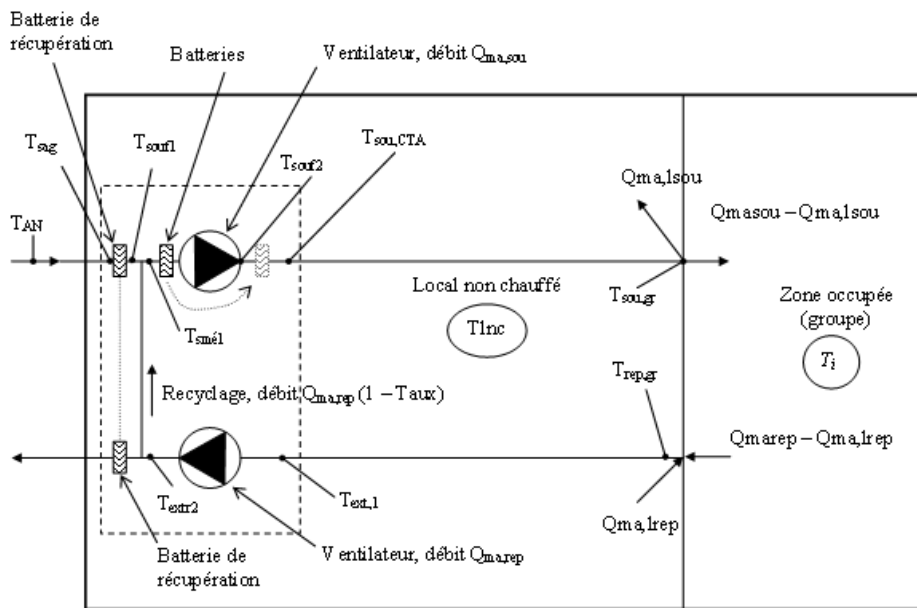 Batterie de
récupération
Batteries
Ventilateur, débit Qma,sou
Tsag
Tsouf1
Tsouf2
Tsou,CTA
Qma,lsou
TAN
Qmasou – Qma,lsou
Local non chauffé
Tlnc
Tsou,gr
Zone occupée
(groupe)
Ti
Tsmél
Trep,gr
Recyclage, débit Qma,rep (1 – Taux)
Qmarep – Qma,lrep
Textr2
Text,1
Qma,lrep
Batterie de
récupération
Ventilateur, débit Qma,rep